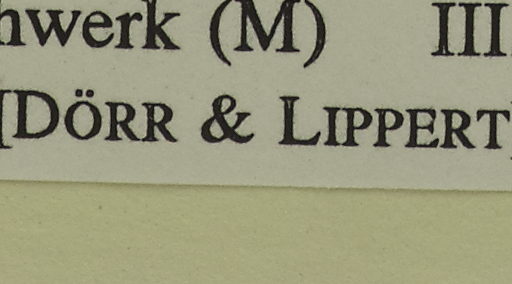 hwerk (M) III
[DÖRR & LIPPERT]